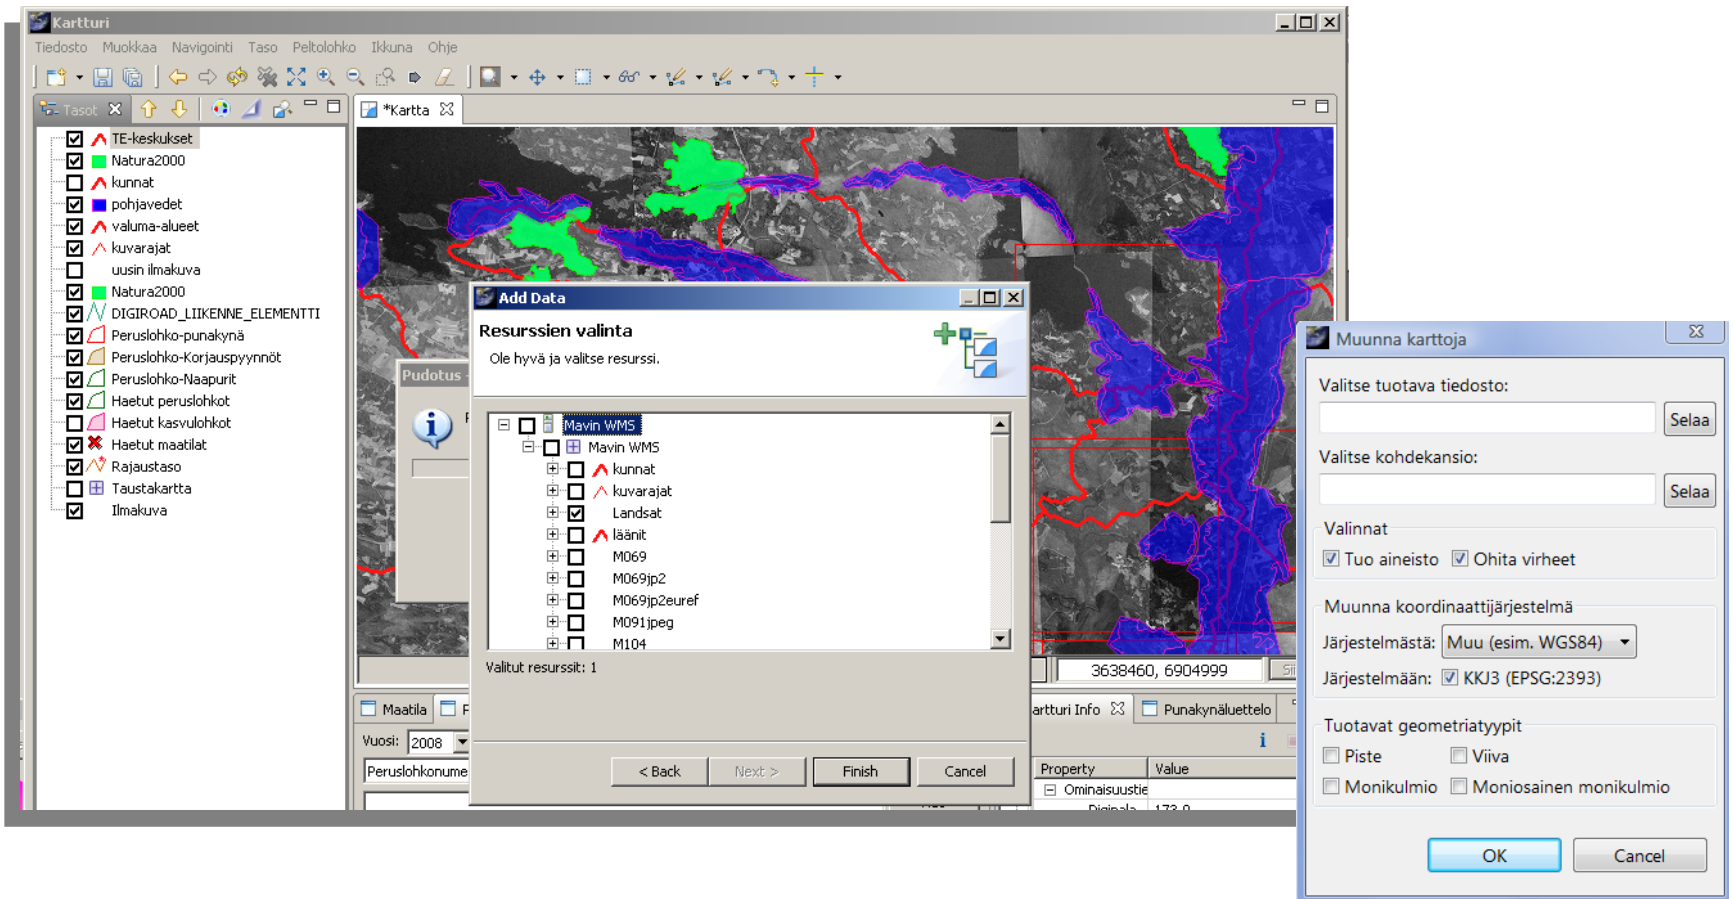 Kartturi
Tiedosto Muokkaa Navigointi Taso Peltolohko Ikkuna Ohje
Tasot
*Kartta
TE-keskukset
Natura2000
kunnat
pohjavedet
valuma-alueet
kuvarajat
uusin ilmakuva
Natura2000
DIGIROAD_LIIKENNE_ELEMENTTI
Peruslohko-punakynä
Peruslohko-Korjauspyynnöt
Peruslohko-Naapurit
Haetut peruslohkot
Haetut kasvulohkot
Haetut maatilat
Rajaustaso
Taustakartta
Ilmakuva
Pudotus
Add Data
Resurssien valinta
Ole hyvä ja valitse resurssi.
Mavin WMS
Mavin WMS
kunnat
kuvarajat
Landsat
läänit
M069
M069jp2
M069jp2euref
M091jpeg
M104
Valitut resurssit: 1
< Back Next > Finish Cancel
3638460, 6904999
Maatila
Vuosi: 2008
Peruslohkonume
artturi Info Punakynäluettelo
Property Value
Ominaisuustie
Muunna karttoja
Valitse tuotava tiedosto:
Selaa
Valitse kohdekansio:
Selaa
Valinnat
Tuo aineisto Ohita virheet
Muunna koordinaattijärjestelmä
Järjestelmästä: Muu (esim. WGS84)
Järjestelmään: KKJ3 (EPSG:2393)
Tuotavat geometriatyypit
Piste Viiva
Monikulmio Moniosainen monikulmio
OK Cancel